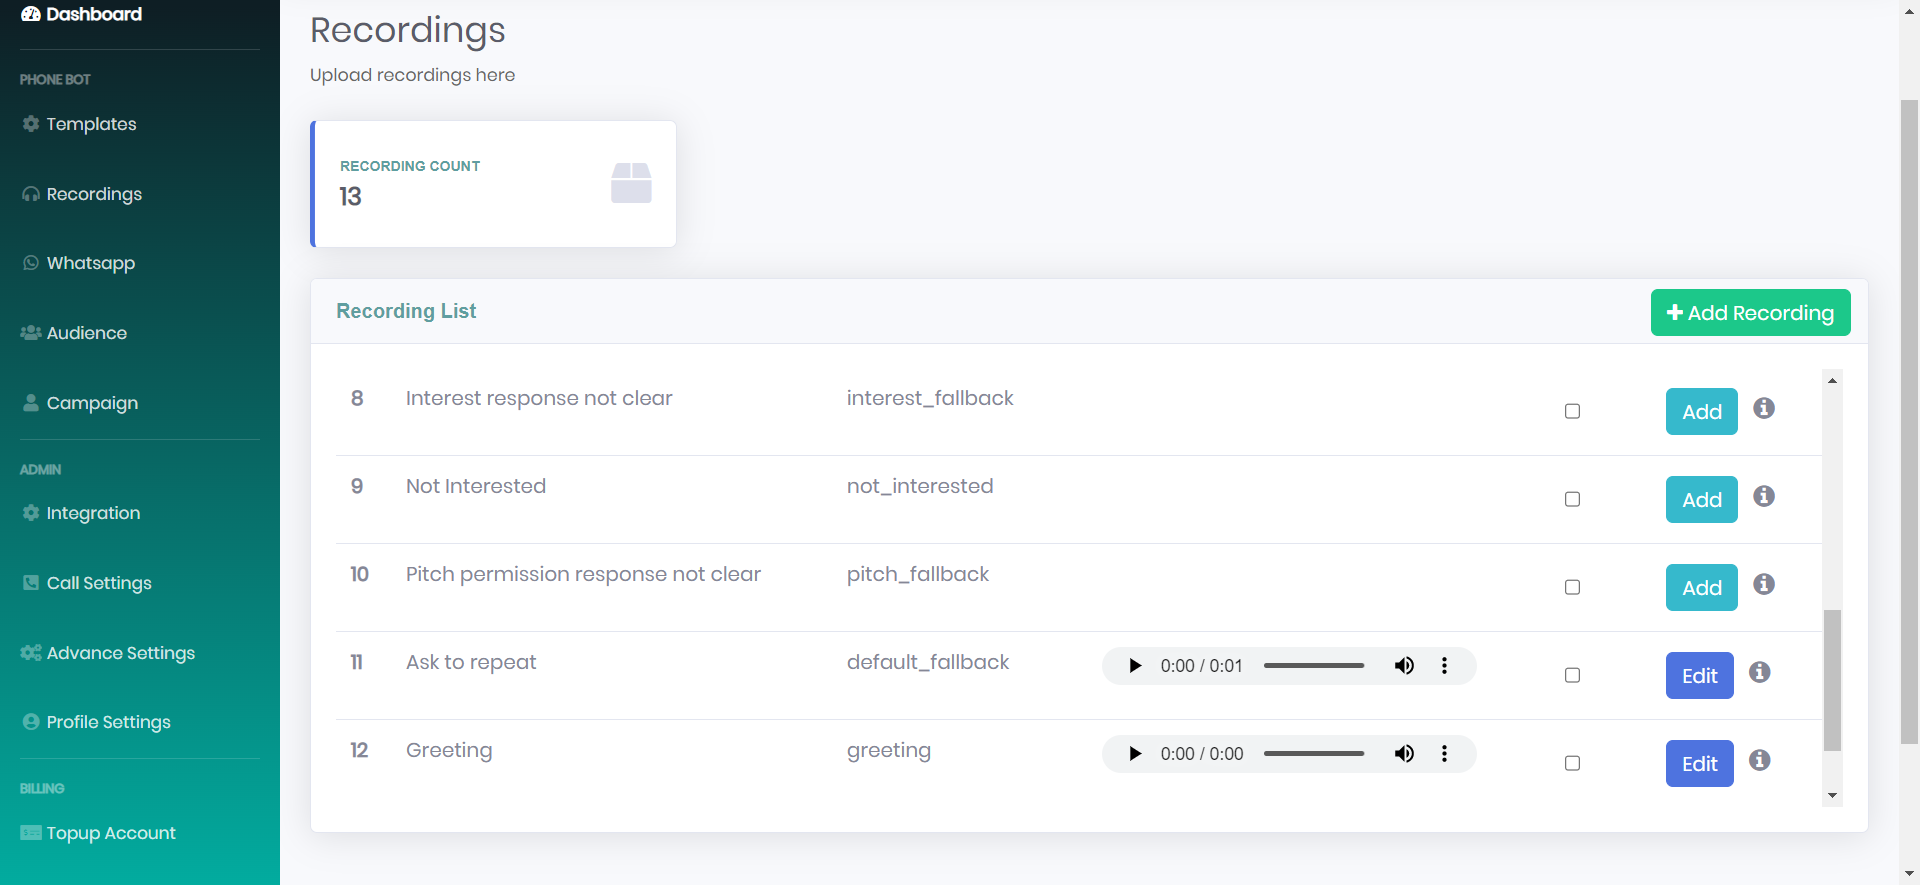 Dashboard
PHONE BOT
Templates
Recordings
Whatsapp
Audience
Campaign
ADMIN
Integration
Call Settings
Advance Settings
Profile Settings
BILLING
Topup Account
Recordings
Upload recordings here
RECORDING COUNT
13
Recording List
Add Recording
8 Interest response not clear interest_fallback Add
9 Not Interested not_interested Add
10 Pitch permission response not clear pitch_fallback Add
11 Ask to repeat default_fallback 0:00 / 0:01 Edit
12 Greeting greeting 0:00 / 0:00 Edit